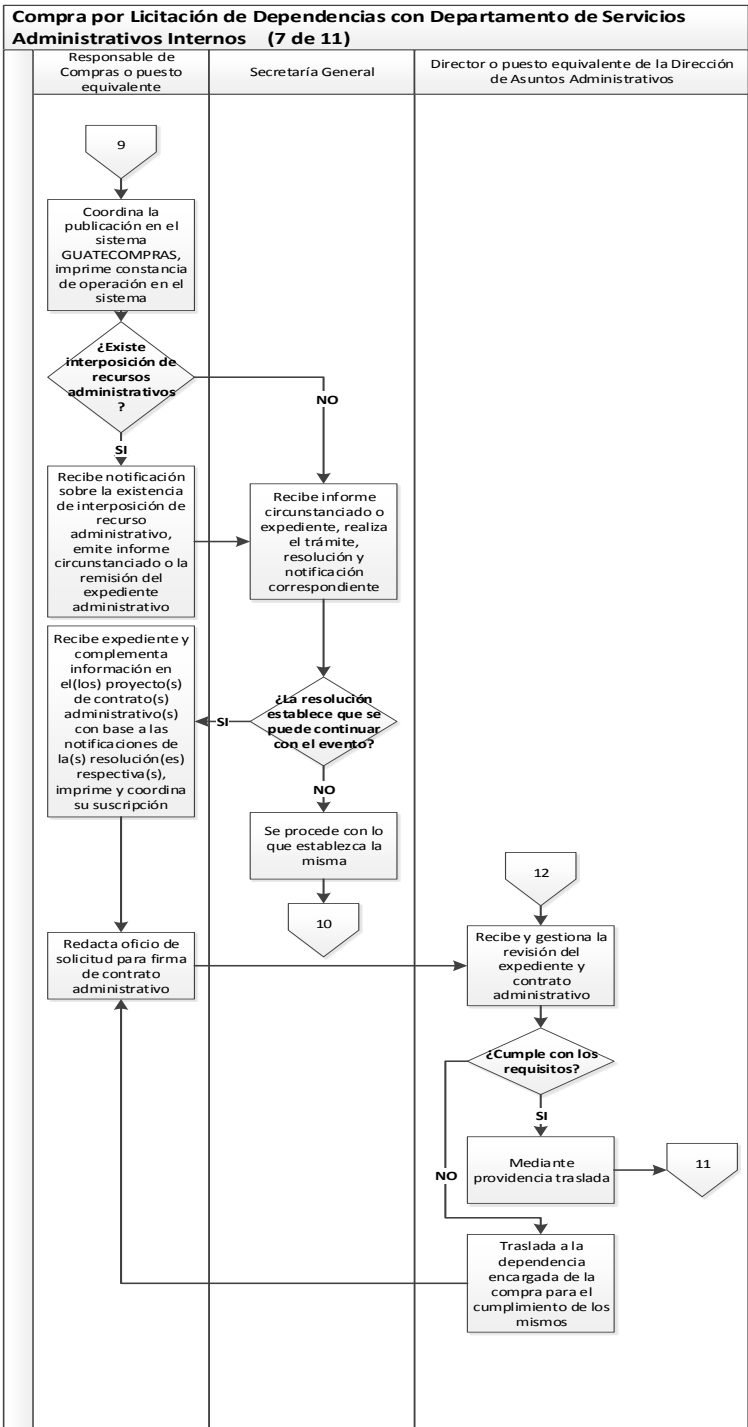 Compra por Licitación de Dependencias con Departamento de Servicios
Administrativos Internos (7 de 11)
Responsable de
Compras o puesto
equivalente
Secretaría General
Director o puesto equivalente de la Dirección
de Asuntos Administrativos
9
Coordina la
publicación en el
sistema
GUATECOMPRAS,
imprime constancia
de operación en el
sistema
¿Existe
interposición de
recursos
administrativos
?
NO
SI
Recibe notificación
sobre la existencia
de interposición de
recurso
administrativo,
emite informe
circunstanciado o la
remisión del
expediente
administrativo
Recibe informe
circunstanciado o
expediente, realiza
el trámite,
resolución y
notificación
correspondiente
Recibe expediente y
complementa
información en
el(los) proyecto(s)
de contrato(s)
administrativo(s)
con base a las
notificaciones de
la(s) resolución(es)
respectiva(s),
imprime y coordina
su suscripción
SI
¿La resolución
establece que se
puede continuar
con el evento?
NO
Se procede con lo
que establezca la
misma
10
12
Redacta oficio de
solicitud para firma
de contrato
administrativo
Recibe y gestiona la
revisión del
expediente y
contrato
administrativo
¿Cumple con los
requisitos?
SI
NO
Mediante
providencia traslada
11
Traslada a la
dependencia
encargada de la
compra para el
cumplimiento de los
mismos